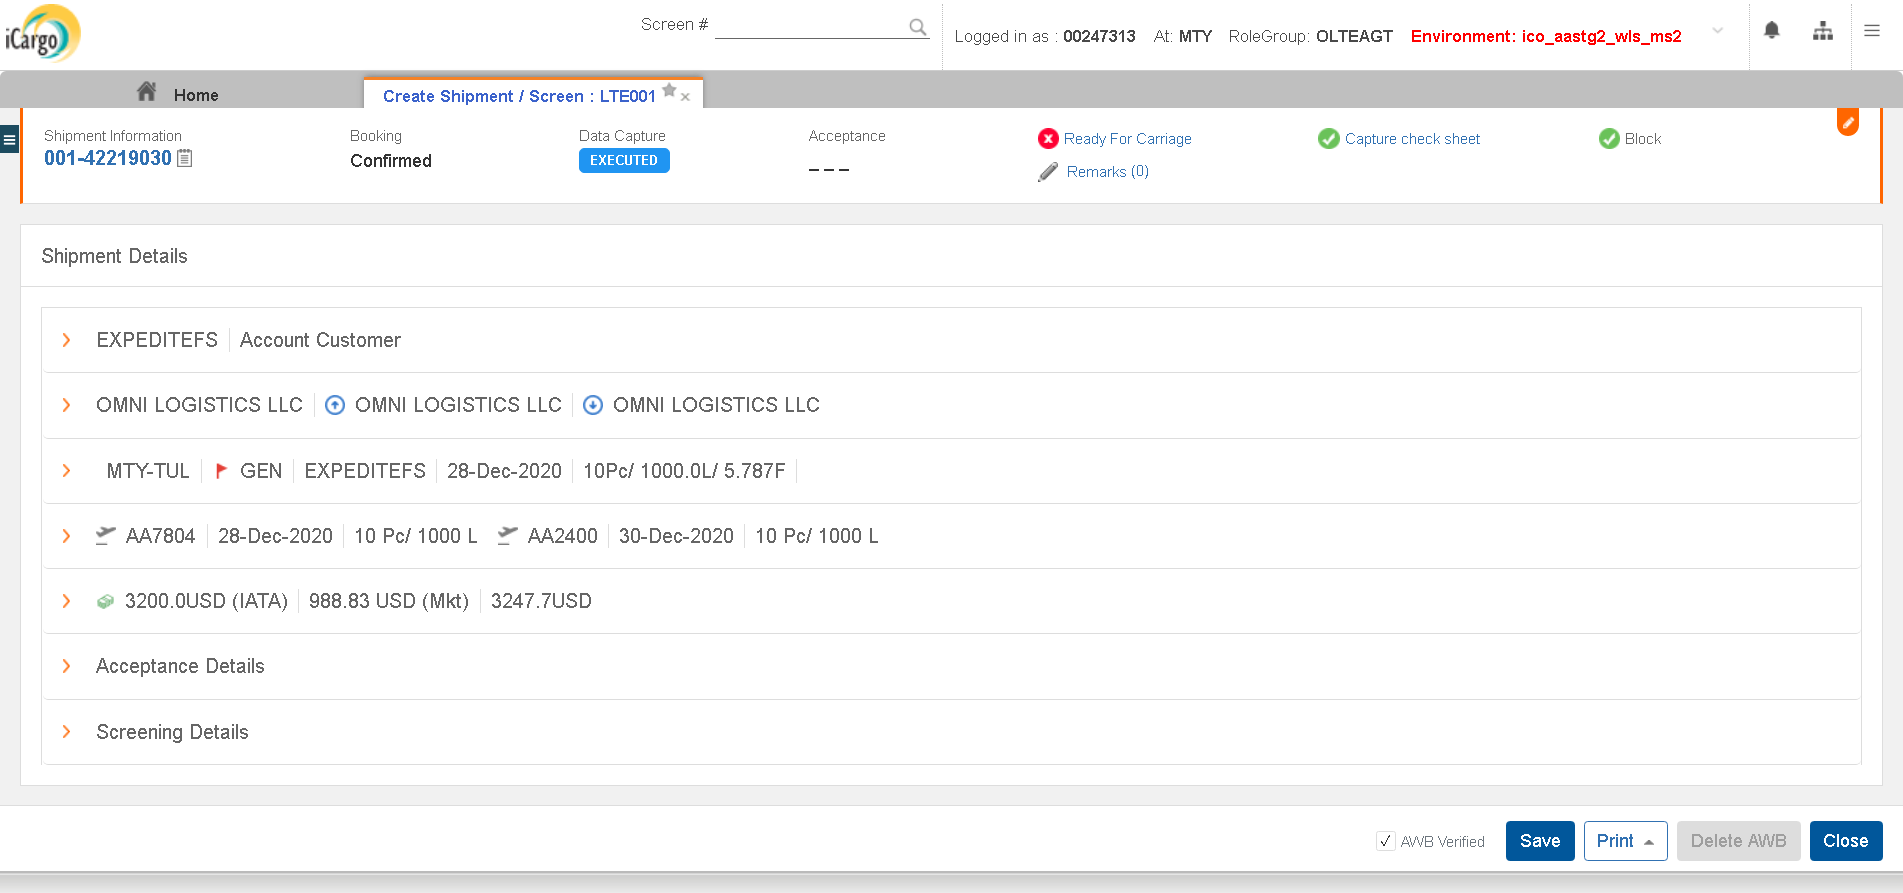 iCargo
Screen #
Logged in as : 00247313 At: MTY RoleGroup: OLTEAGT Environment: ico_aastg2_wls_ms2
Home
Create Shipment / Screen : LTE001
Shipment Information
001-42219030
Booking
Confirmed
Data Capture
EXECUTED
Acceptance
– – –
Ready For Carriage
Remarks (0)
Capture check sheet
Block
Shipment Details
EXPEDITEFS Account Customer
OMNI LOGISTICS LLC OMNI LOGISTICS LLC OMNI LOGISTICS LLC
MTY-TUL GEN EXPEDITEFS 28-Dec-2020 10Pc/ 1000.0L/ 5.787F
AA7804 28-Dec-2020 10 Pc/ 1000 L AA2400 30-Dec-2020 10 Pc/ 1000 L
3200.0USD (IATA) 988.83 USD (Mkt) 3247.7USD
Acceptance Details
Screening Details
AWB Verified Save Print Delete AWB Close